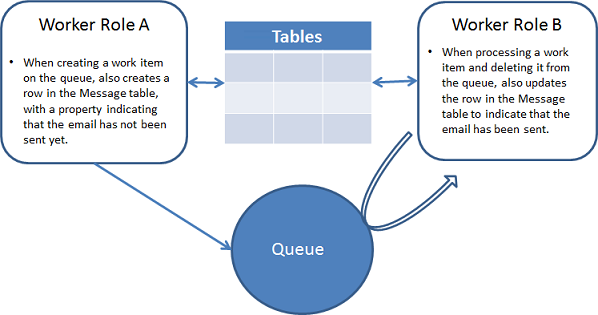 Worker Role A
• When creating a work item
on the queue, also creates a
row in the Message table,
with a property indicating
that the email has not been
sent yet.
Tables
Worker Role B
• When processing a work
item and deleting it from
the queue, also updates
the row in the Message
table to indicate that the
email has been sent.
Queue